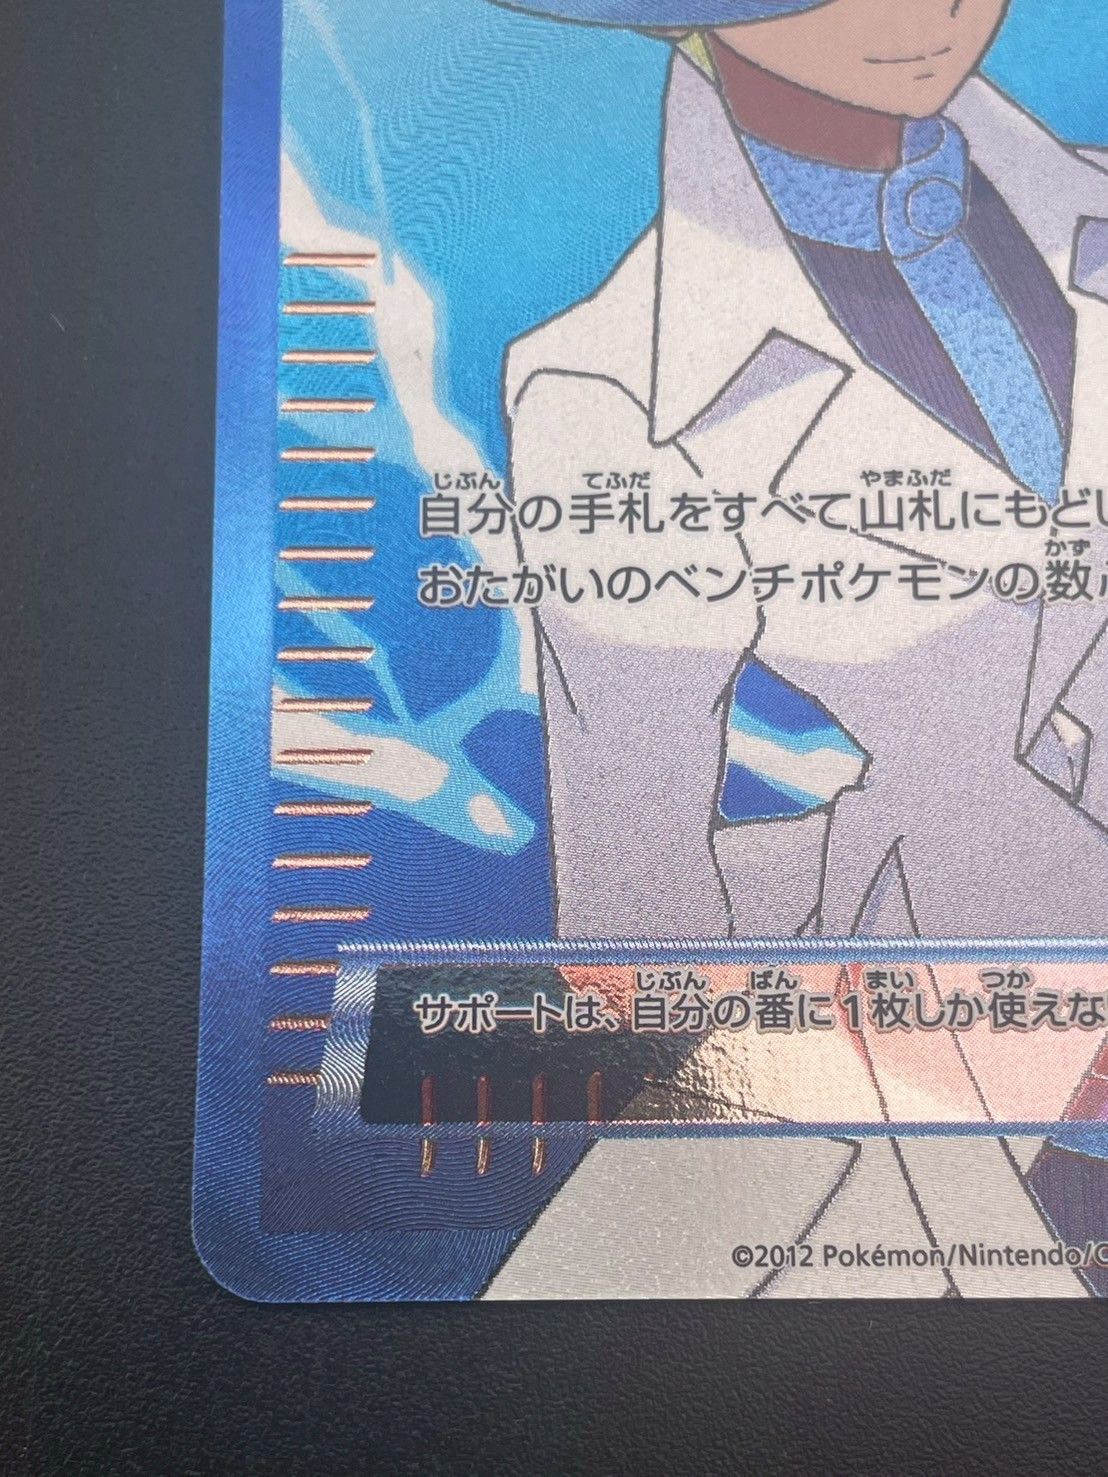 自分の手札をすべて山札にもど
じぶん てふだ やまふだ
おたがいのベンチポケモンの数
かず
サポートは、自分の番に1枚しか使えな
じぶん ばん まい つか
©2012 Pokémon/Nintendo/